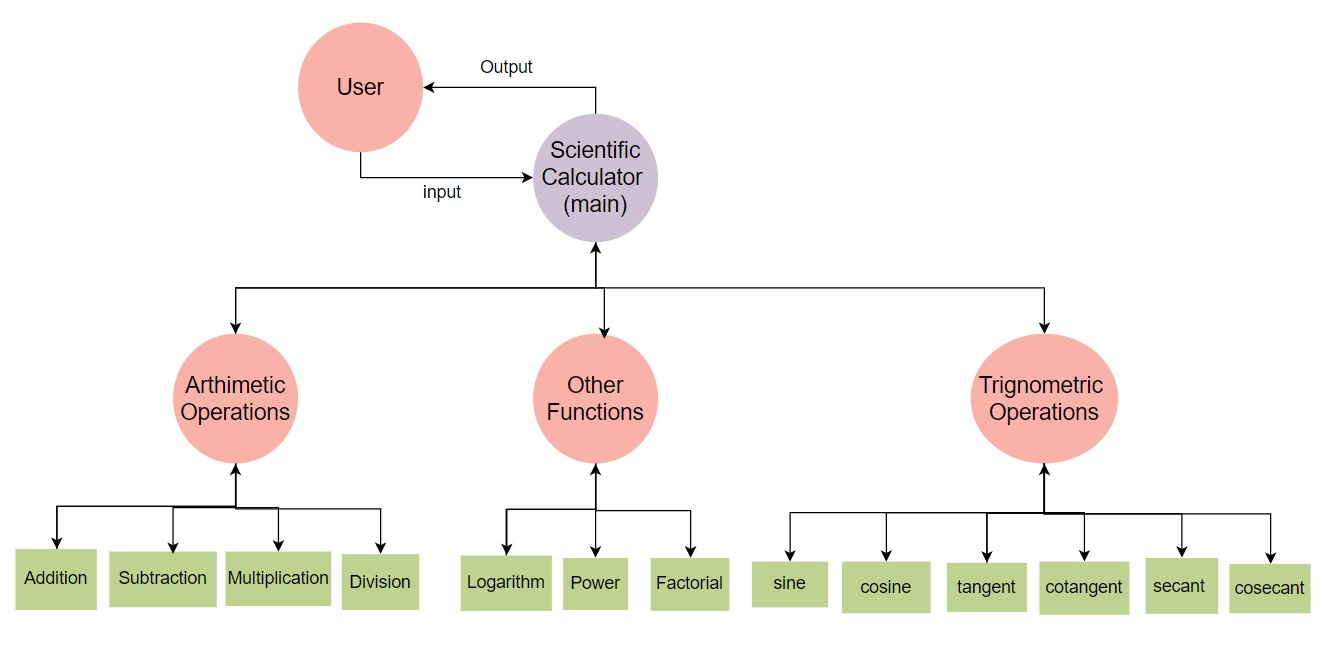 User
Output
input
Scientific
Calculator
(main)
Arthimetic
Operations
Other
Functions
Trignometric
Operations
Addition
Subtraction
Multiplication
Division
Logarithm
Power
Factorial
sine
cosine
tangent
cotangent
secant
cosecant